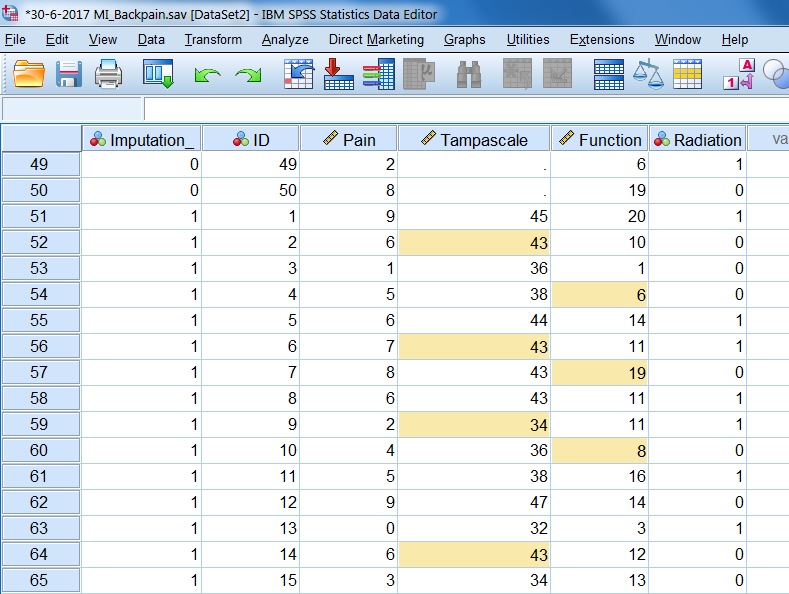 *30-6-2017 MI_Backpain.sav [DataSet2] - IBM SPSS Statistics Data Editor
File Edit View Data Transform Analyze Direct Marketing Graphs Utilities Extensions Window Help
A
1
Imputation_ ID Pain Tampascale Function Radiation va
49 0 49 2 . 6 1
50 0 50 8 . 19 0
51 1 1 9 45 20 1
52 1 2 6 43 10 0
53 1 3 1 36 1 0
54 1 4 5 38 6 0
55 1 5 6 44 14 1
56 1 6 7 43 11 1
57 1 7 8 43 19 0
58 1 8 6 43 11 1
59 1 9 2 34 11 1
60 1 10 4 36 8 0
61 1 11 5 38 16 1
62 1 12 9 47 14 0
63 1 13 0 32 3 1
64 1 14 6 43 12 0
65 1 15 3 34 13 0